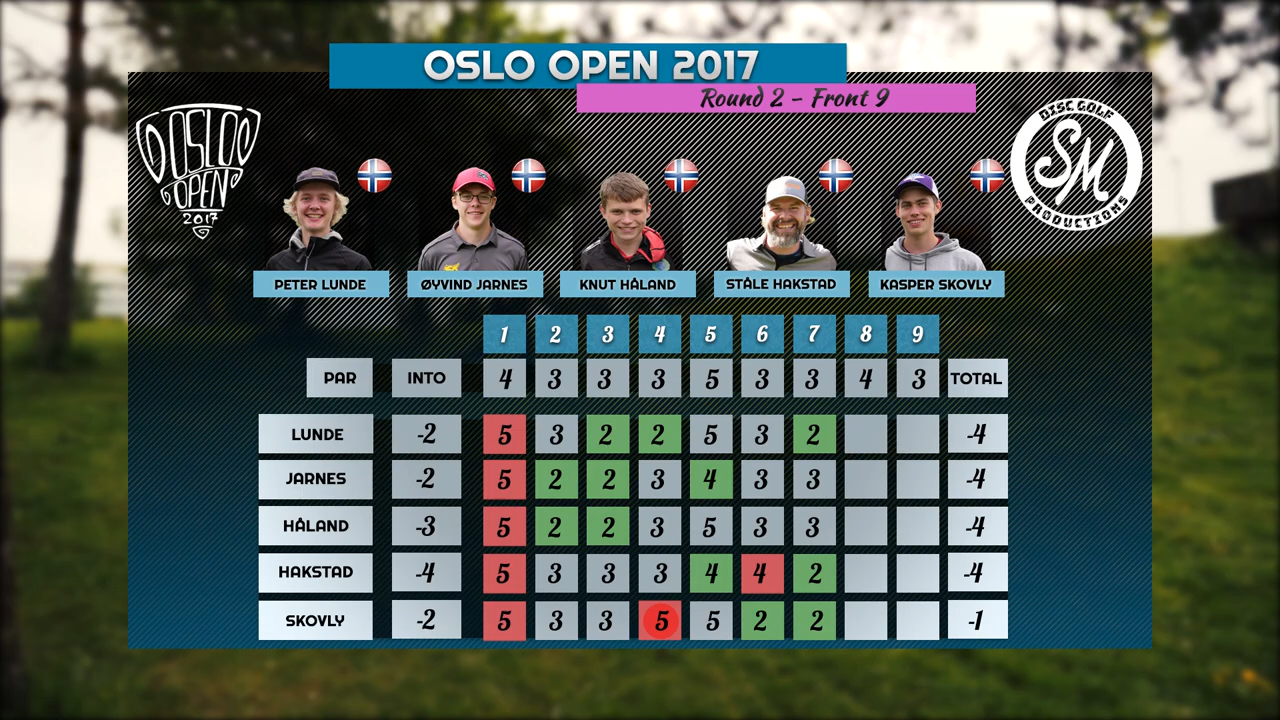 OSLO OPEN 2017
Round 2 - Front 9
OSLO
OPEN
2017
DISC GOLF
SM
PRODUCTIONS
PETER LUNDE
ØYVIND JARNES
KNUT HÅLAND
STÅLE HAKSTAD
KASPER SKOVLY
1 2 3 4 5 6 7 8 9
PAR INTO 4 3 3 3 5 3 3 4 3 TOTAL
LUNDE -2 5 3 2 2 5 3 2 -4
JARNES -2 5 2 2 3 4 3 3 -4
HÅLAND -3 5 2 2 3 5 3 3 -4
HAKSTAD -4 5 3 3 3 4 4 2 -4
SKOVLY -2 5 3 3 5 5 2 2 -1